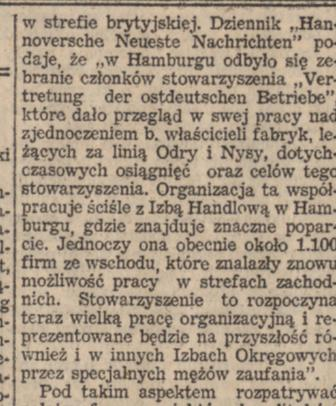 w strefie brytyjskiej. Dziennik „Han-
noversche Neueste Nachrichten" po-
daje, że „w Hamburgu odbyło się ze-
branie członków stowarzyszenia „Ver-
tretung der ostdeutschen Betriebe",
które dało przegląd w swej pracy nad
zjednoczeniem b. właścicieli fabryk, le-
żących za linią Odry i Nysy, dotych-
czasowych osiągnięć oraz celów tego
stowarzyszenia. Organizacja ta współ-
pracuje ściśle z Izbą Handlową w Ham-
burgu, gdzie znajduje znaczne popar-
cie. Jednoczy ona obecnie około 1.100
firm ze wschodu, które znalazły znowu
możliwość pracy w strefach zachod-
nich. Stowarzyszenie to rozpoczyna
teraz wielką pracę organizacyjną i re-
prezentowane będzie na przyszłość ró-
wnież i w innych Izbach Okręgowych
przez specjalnych mężów zaufania".
Pod takim aspektem rozpatrywać